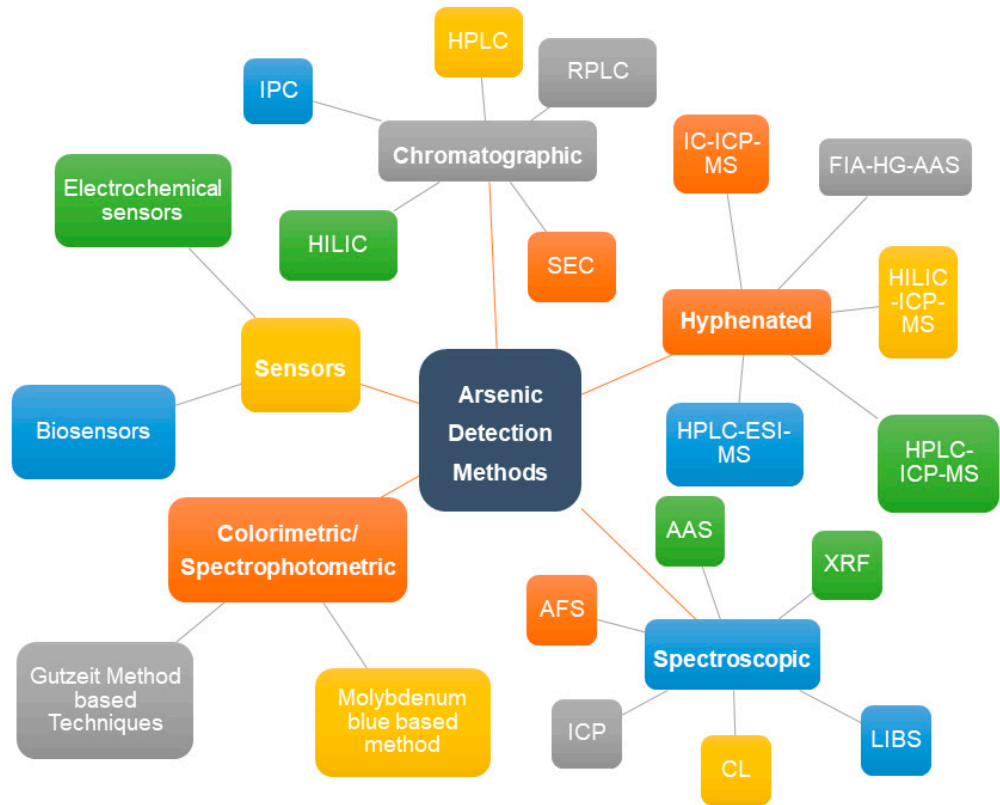 HPLC
RPLC
IPC
Chromatographic
IC-ICP-
MS
FIA-HG-AAS
Electrochemical
sensors
HILIC
SEC
HILIC
-ICP-
MS
Hyphenated
Sensors
Arsenic
Detection
Methods
Biosensors
HPLC-ESI-
MS
HPLC-
ICP-MS
Colorimetric/
Spectrophotometric
AAS
XRF
AFS
Spectroscopic
Gutzeit Method
based
Techniques
Molybdenum
blue based
method
ICP
CL
LIBS